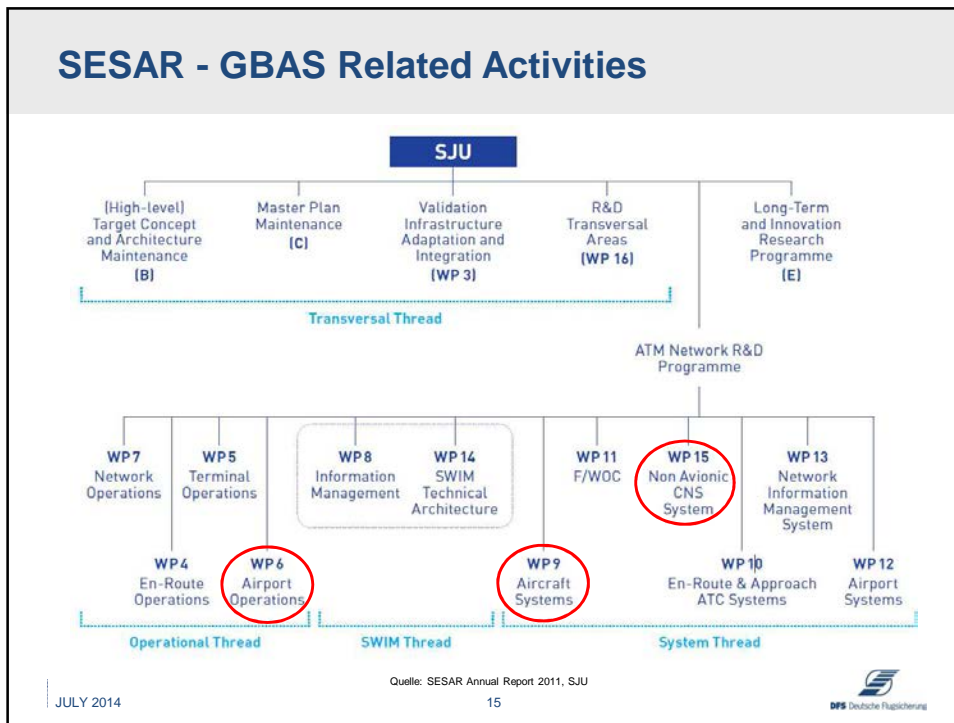 SESAR - GBAS Related Activities
SJU
(High-level)
Target Concept
and Architecture
Maintenance
(B)
Master Plan
Maintenance
(C)
Validation
Infrastructure
Adaptation and
Integration
(WP 3)
R&D
Transversal
Areas
(WP 16)
Long-Term
and Innovation
Research
Programme
(E)
Transversal Thread
ATM Network R&D
Programme
WP7
Network
Operations
WP5
Terminal
Operations
WP8
Information
Management
WP14
SWIM
Technical
Architecture
WP11
F/WOC
WP15
Non Avionic
CNS
System
WP13
Network
Information
Management
System
WP4
En-Route
Operations
WP6
Airport
Operations
WP9
Aircraft
Systems
WP10
En-Route & Approach
ATC Systems
WP12
Airport
Systems
Operational Thread
SWIM Thread
System Thread
Quelle: SESAR Annual Report 2011, SJU
JULY 2014
15
DFS Deutsche Flugsicherung